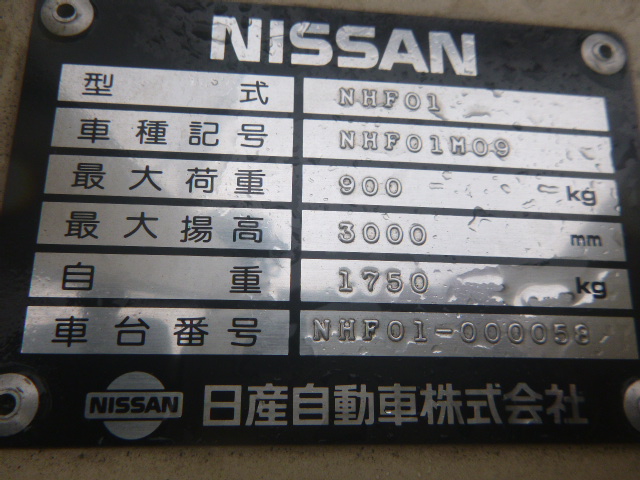 NISSAN
型式 NHF01
車種記号 NHF01M09
最大荷重 900 kg
最大揚高 3000 mm
自重 1750 kg
車台番号 NHF01-000058
NISSAN 日産自動車株式会社